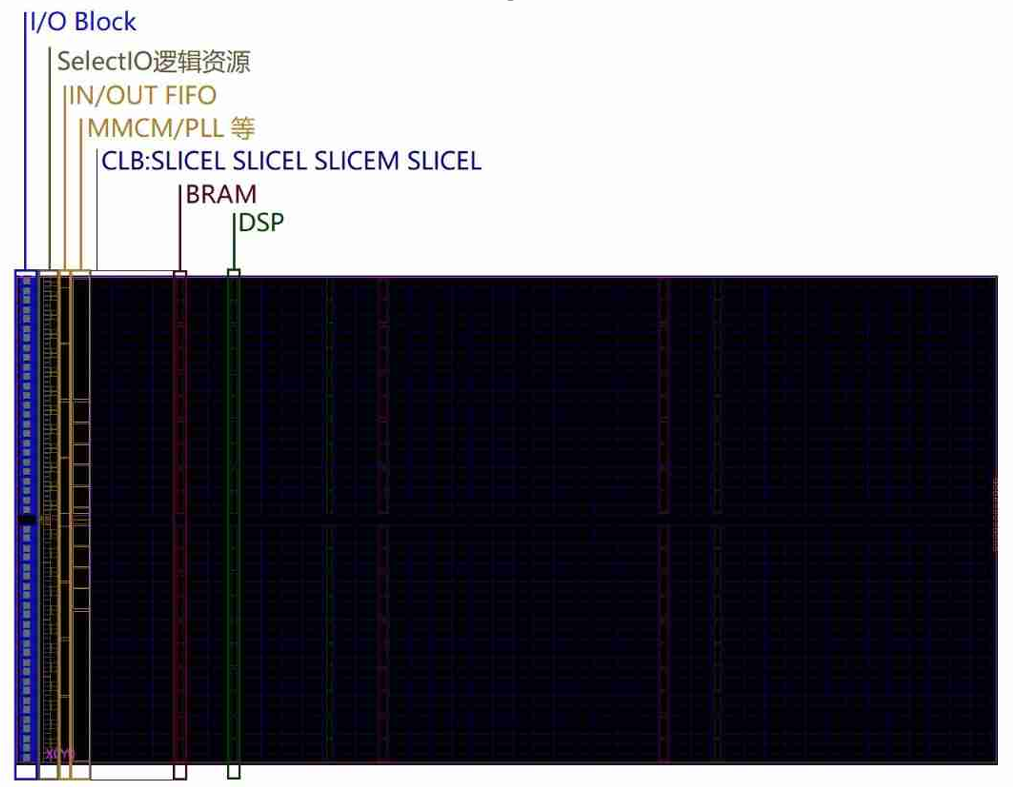 I/O Block
SelectIO逻辑资源
IN/OUT FIFO
MMCM/PLL 等
CLB:SLICEL SLICEL SLICEM SLICEL
BRAM
DSP
X0Y0